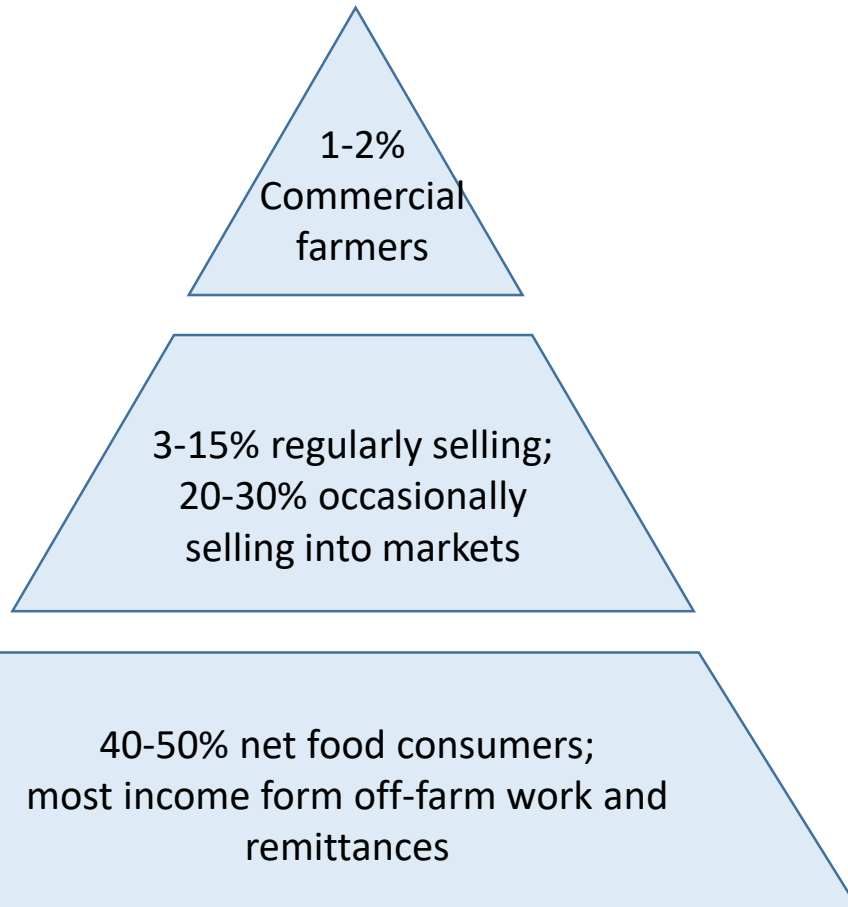 1-2%
Commercial
farmers
3-15% regularly selling;
20-30% occasionally
selling into markets
40-50% net food consumers;
most income form off-farm work and
remittances